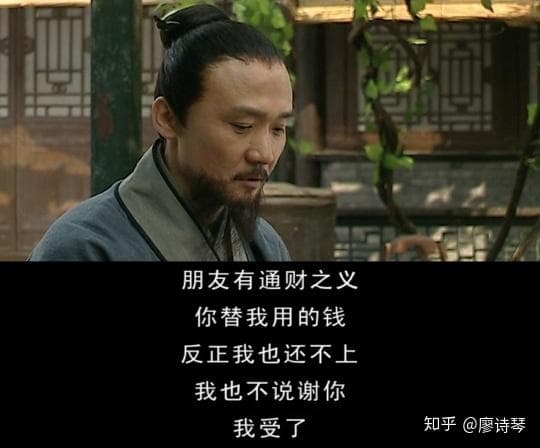 朋友有通财之义
你替我用的钱
反正我也还不上
我也不说谢你
我受了
知乎 @廖诗琴